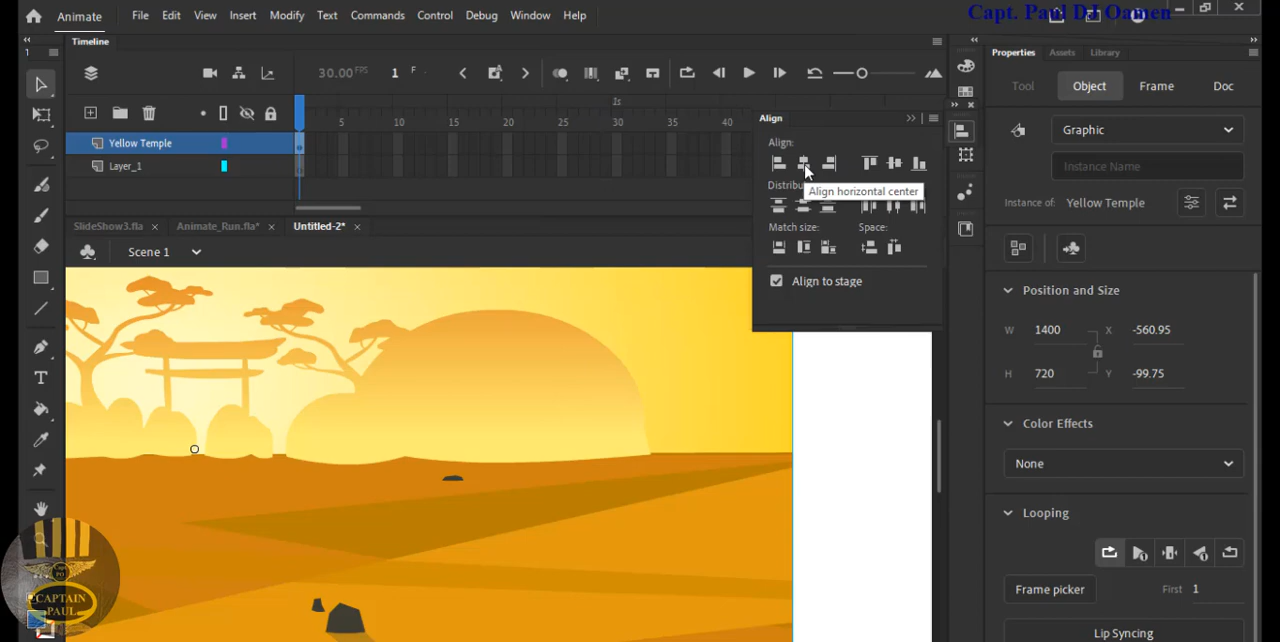 Capt. Paul DJ Oamen
Animate
File Edit View Insert Modify Text Commands Control Debug Window Help
1
Timeline
Properties Assets Library
30.00 FPS 1 F
Tool Object Frame Doc
1s
5 10 15 20 25 30 35 40
Align
Graphic
Yellow Temple
Align:
Layer_1
Instance Name
Distribu
Align horizontal center
Instance of: Yellow Temple
SlideShow3.fla × Animate_Run.fla* × Untitled-2* ×
Match size: Space:
Scene 1
Align to stage
Position and Size
W 1400 X -560.95
H 720 Y -99.75
Color Effects
None
Looping
Frame picker First 1
CAPTAIN
PAUL
Lip Syncing